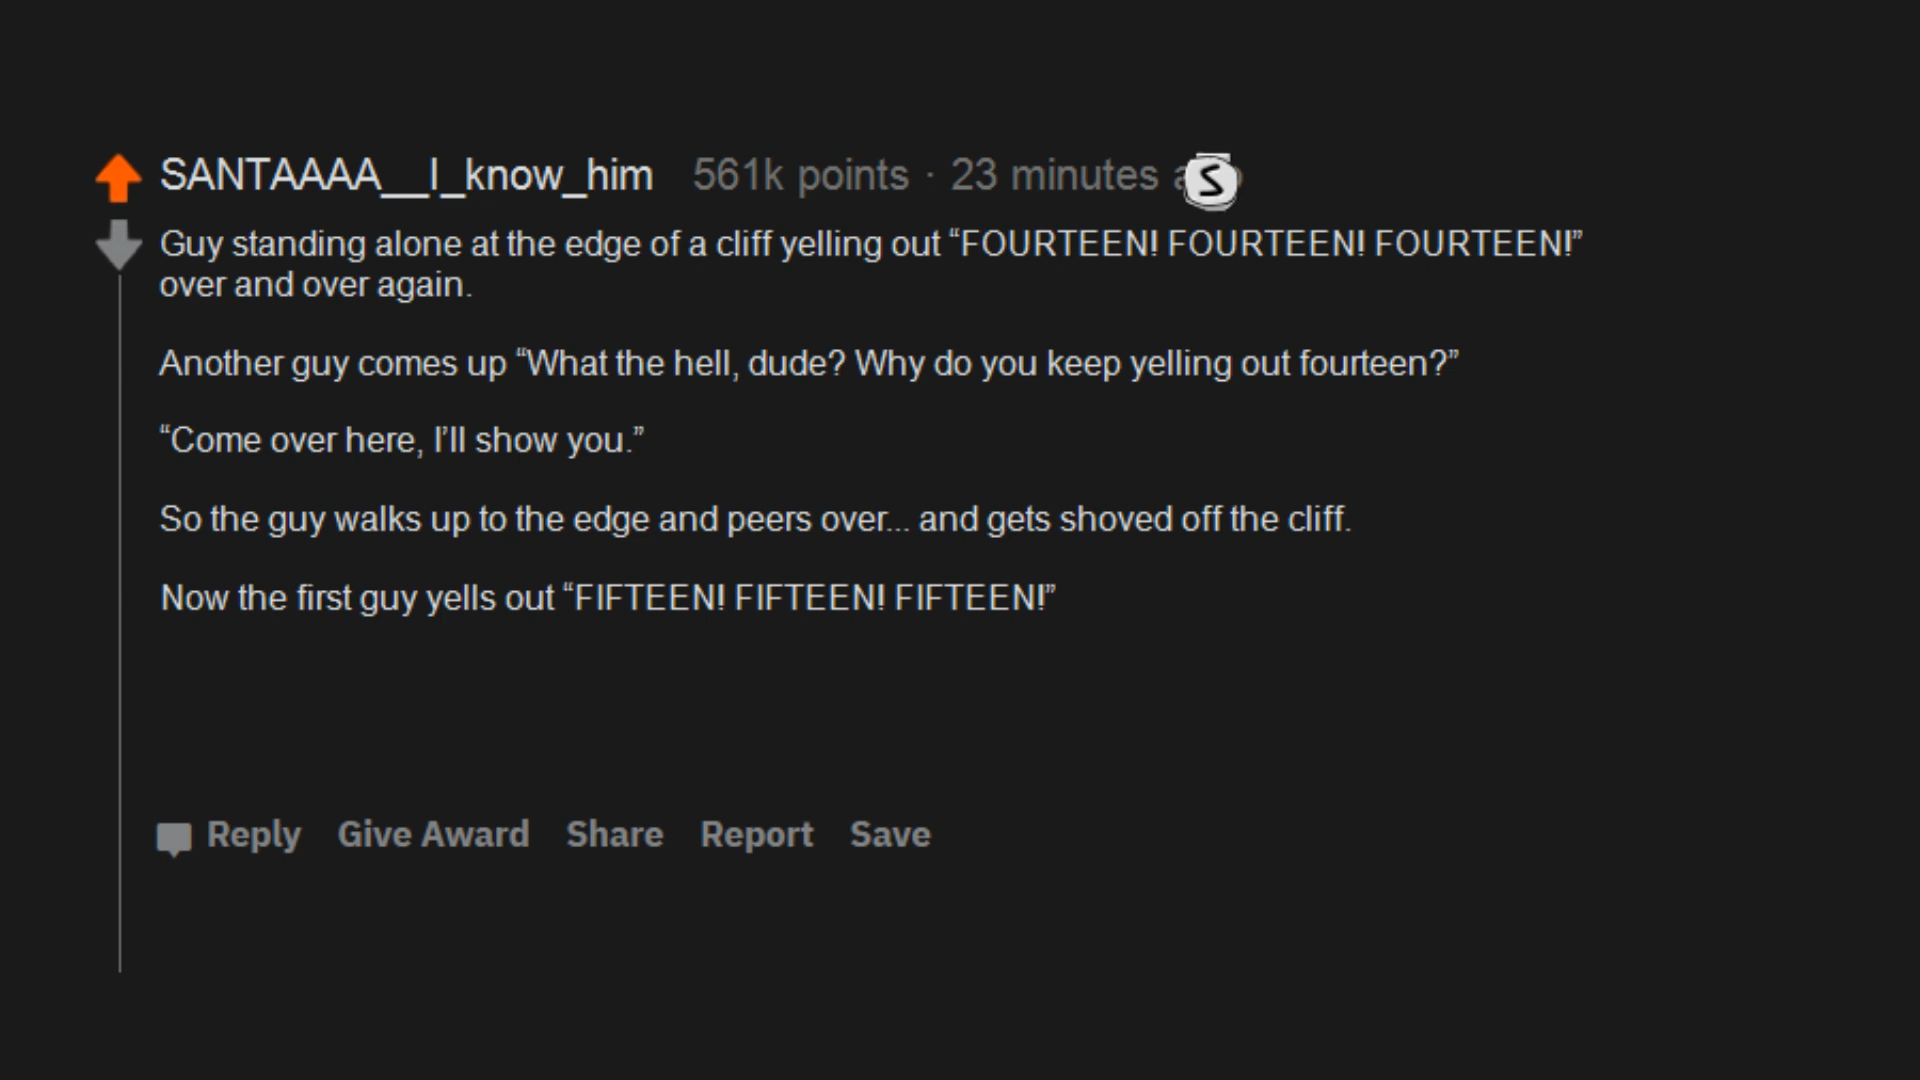 SANTAAAA__I_know_him 561k points · 23 minutes
S
Guy standing alone at the edge of a cliff yelling out “FOURTEEN! FOURTEEN! FOURTEEN!”
over and over again.
Another guy comes up “What the hell, dude? Why do you keep yelling out fourteen?”
“Come over here, I’ll show you.”
So the guy walks up to the edge and peers over... and gets shoved off the cliff.
Now the first guy yells out “FIFTEEN! FIFTEEN! FIFTEEN!”
Reply Give Award Share Report Save